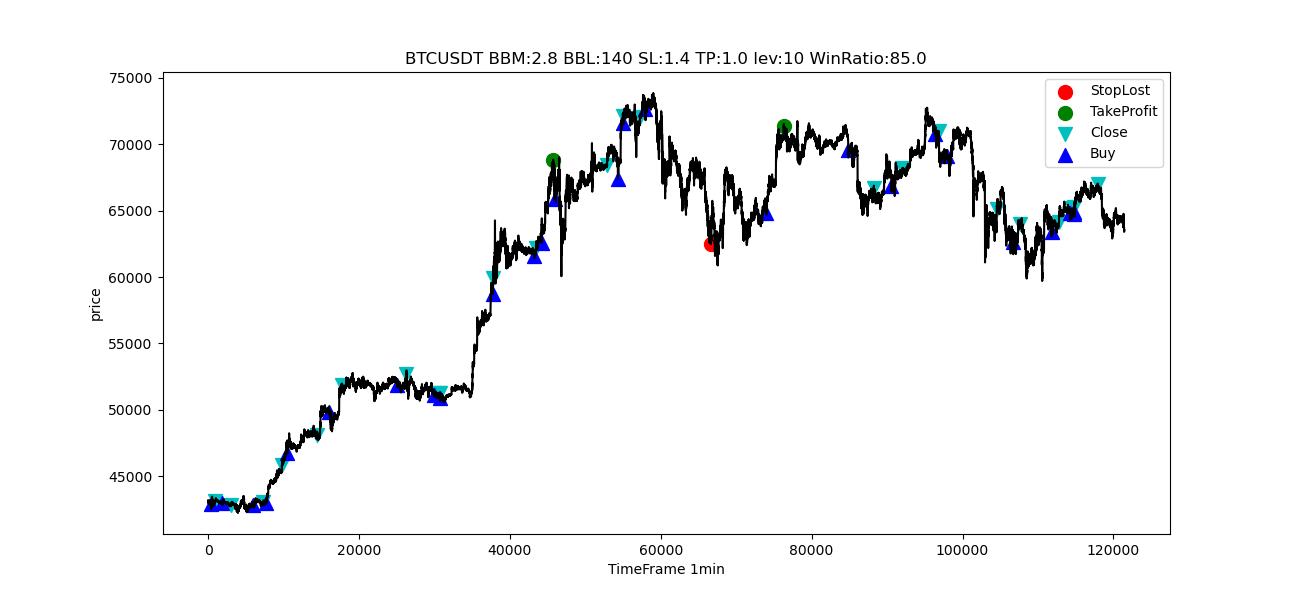 BTCUSDT BBM:2.8 BBL:140 SL:1.4 TP:1.0 lev:10 WinRatio:85.0
75000
70000
65000
60000
55000
50000
45000
price
StopLost
TakeProfit
Close
Buy
0 20000 40000 60000 80000 100000 120000
TimeFrame 1min